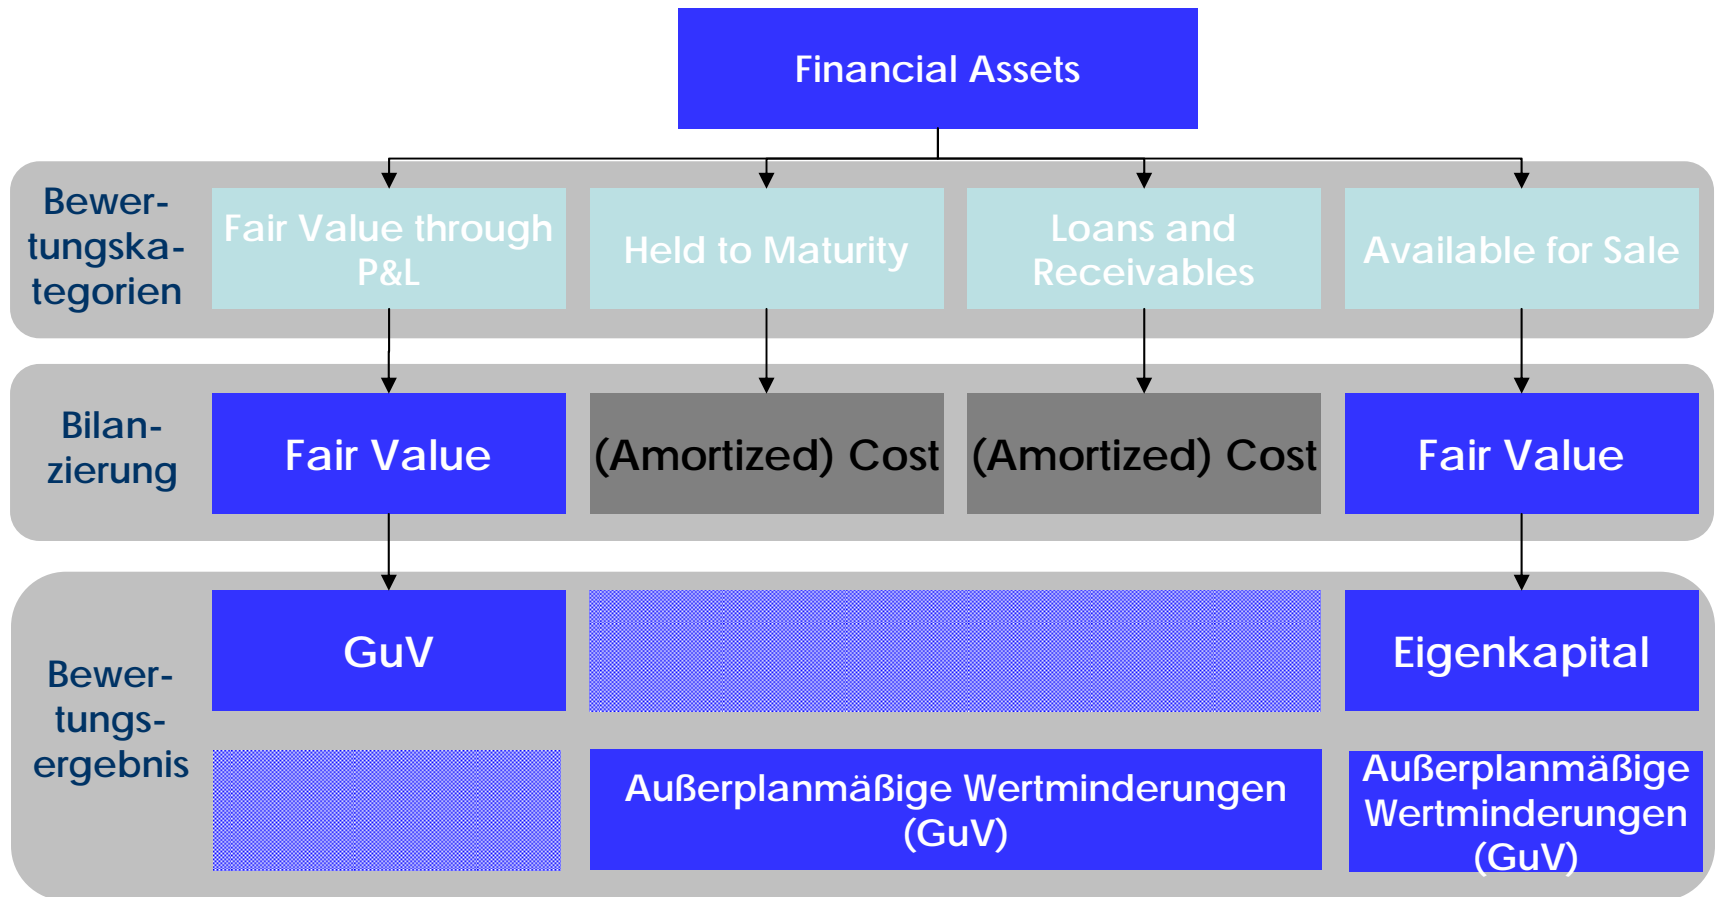 Financial Assets
Bewer-
tungska-
tegorien
Fair Value through
P&L
Held to Maturity
Loans and
Receivables
Available for Sale
Bilan-
zierung
Fair Value
(Amortized) Cost
(Amortized) Cost
Fair Value
Bewer-
tungs-
ergebnis
GuV
Eigenkapital
Außerplanmäßige Wertminderungen
(GuV)
Außerplanmäßige
Wertminderungen
(GuV)